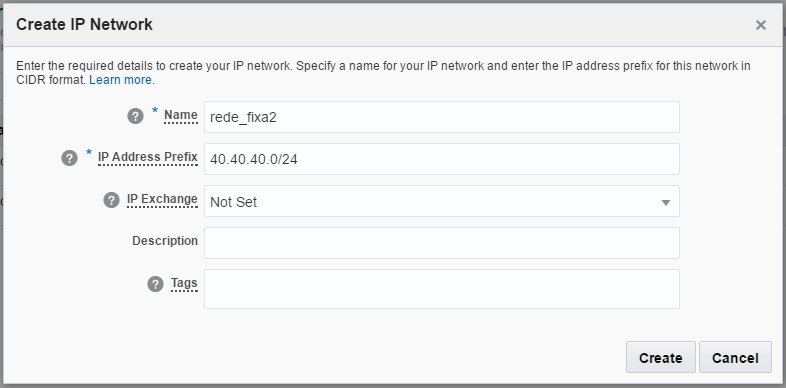 Create IP Network
×
Enter the required details to create your IP network. Specify a name for your IP network and enter the IP address prefix for this network in
CIDR format. Learn more.
? * Name rede_fixa2
? * IP Address Prefix 40.40.40.0/24
? IP Exchange Not Set
Description
? Tags
Create Cancel